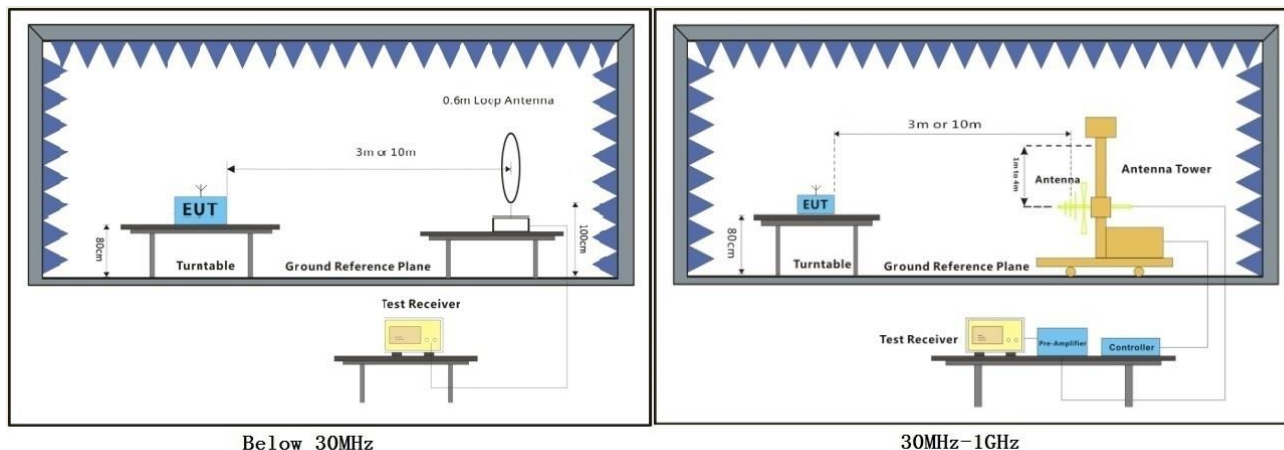 0.6m Loop Antenna
3m or 10m
EUT
80cm
100cm
Turntable
Ground Reference Plane
Test Receiver
Below 30MHz
3m or 10m
1m to 4m
Antenna
Antenna Tower
EUT
80cm
Turntable
Ground Reference Plane
Test Receiver
Pre-Amplifier
Controller
30MHz-1GHz